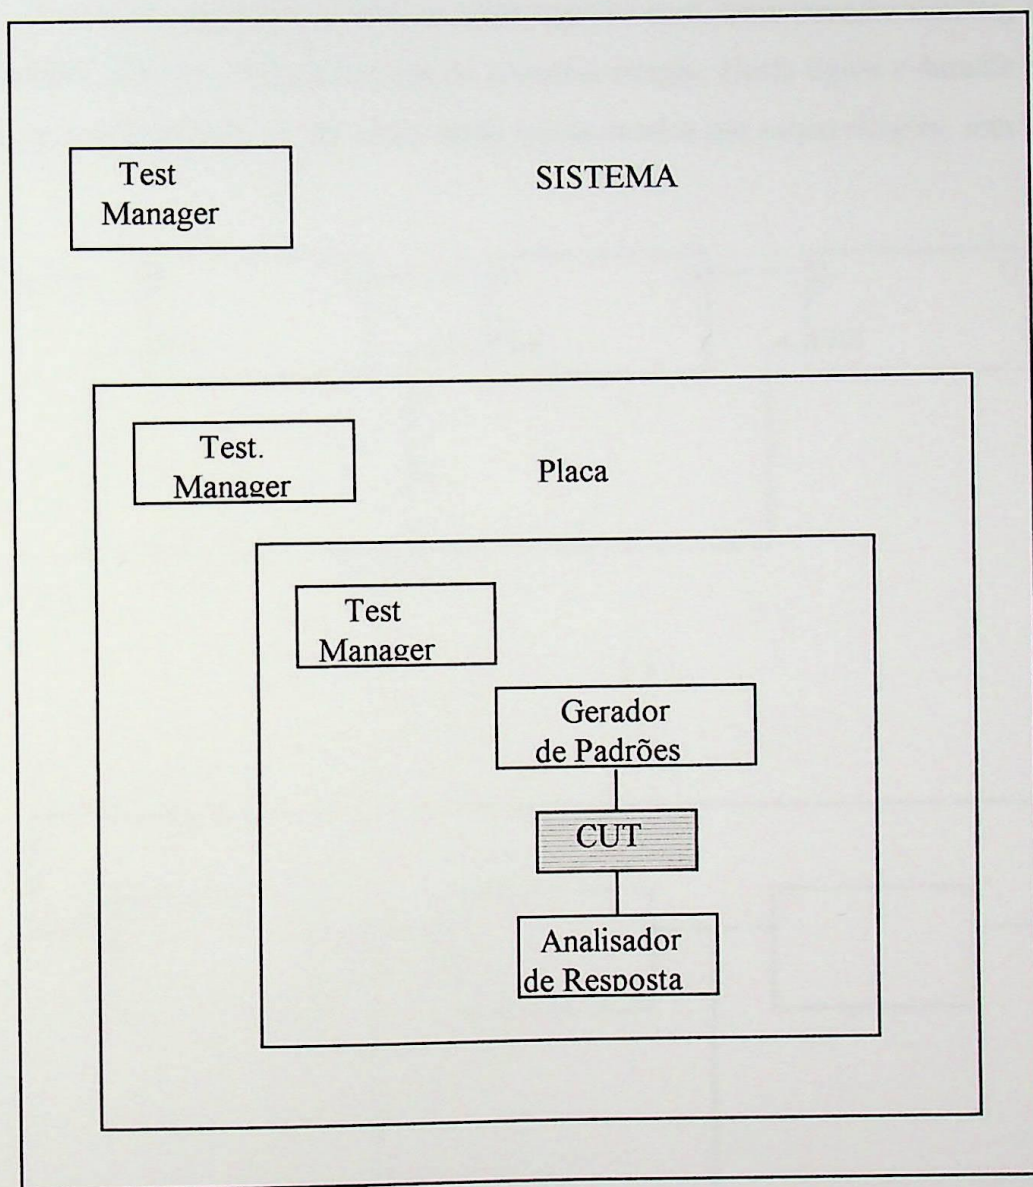 Test
Manager
SISTEMA
Test.
Manager
Placa
Test
Manager
Gerador
de Padrões
CUT
Analisador
de Resposta